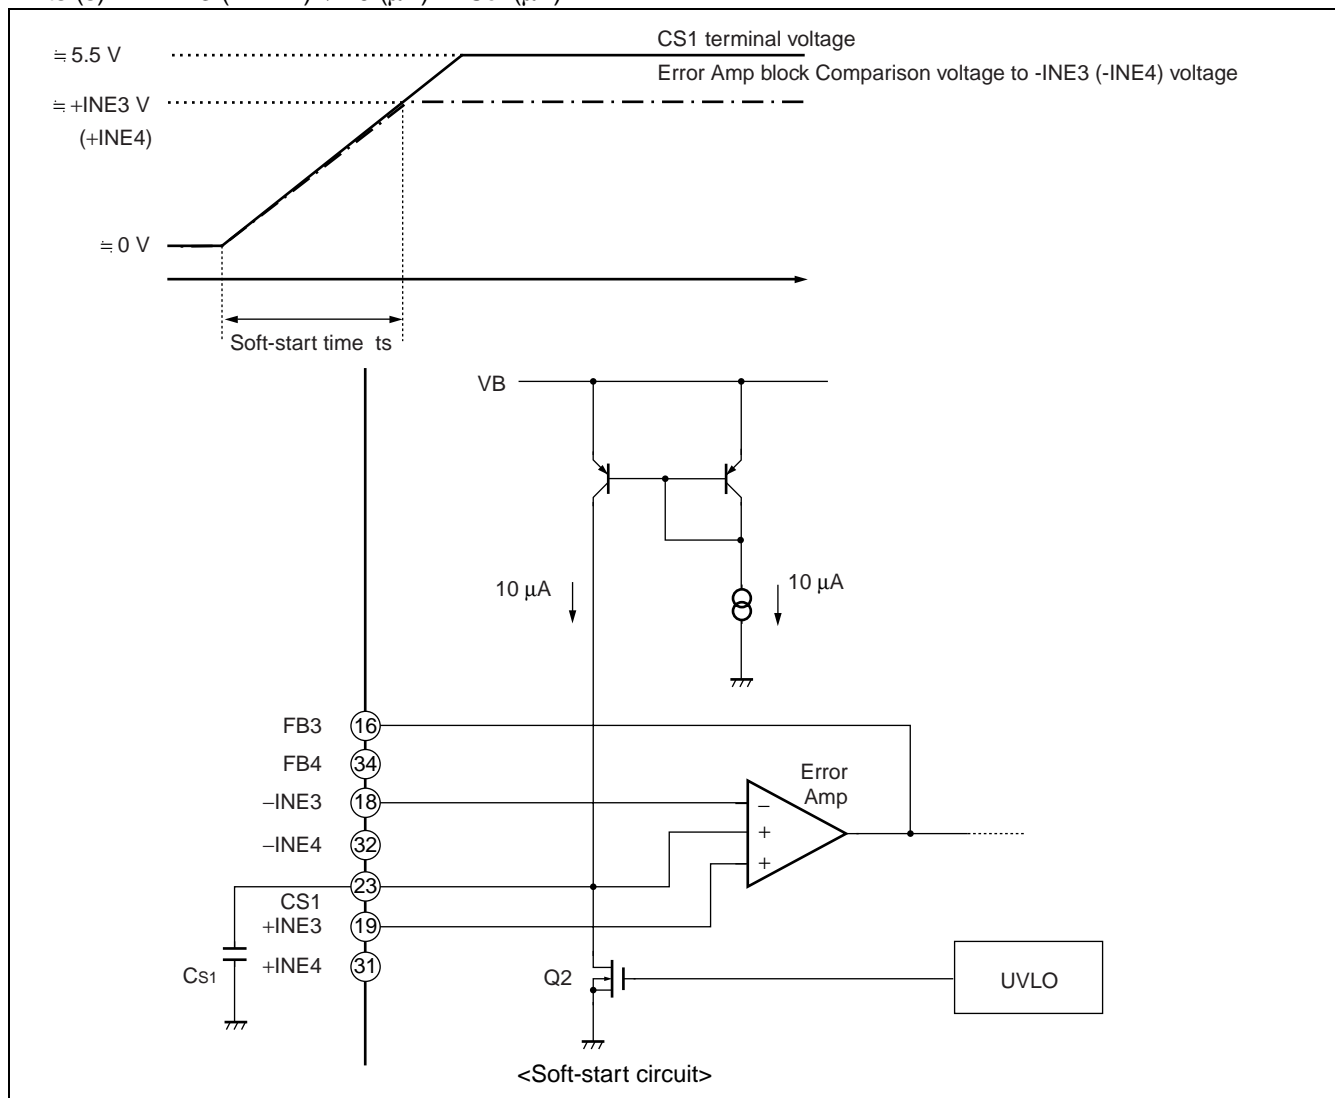 ≒ 5.5 V
CS1 terminal voltage
Error Amp block Comparison voltage to -INE3 (-INE4) voltage
≒ +INE3 V
(+INE4)
≒ 0 V
Soft-start time ts
VB
10 μA
10 μA
FB3 16
FB4 34
−INE3 18
−INE4 32
23
CS1
+INE3 19
+INE4 31
CS1
Error
Amp
−
+
+
Q2
UVLO
<Soft-start circuit>